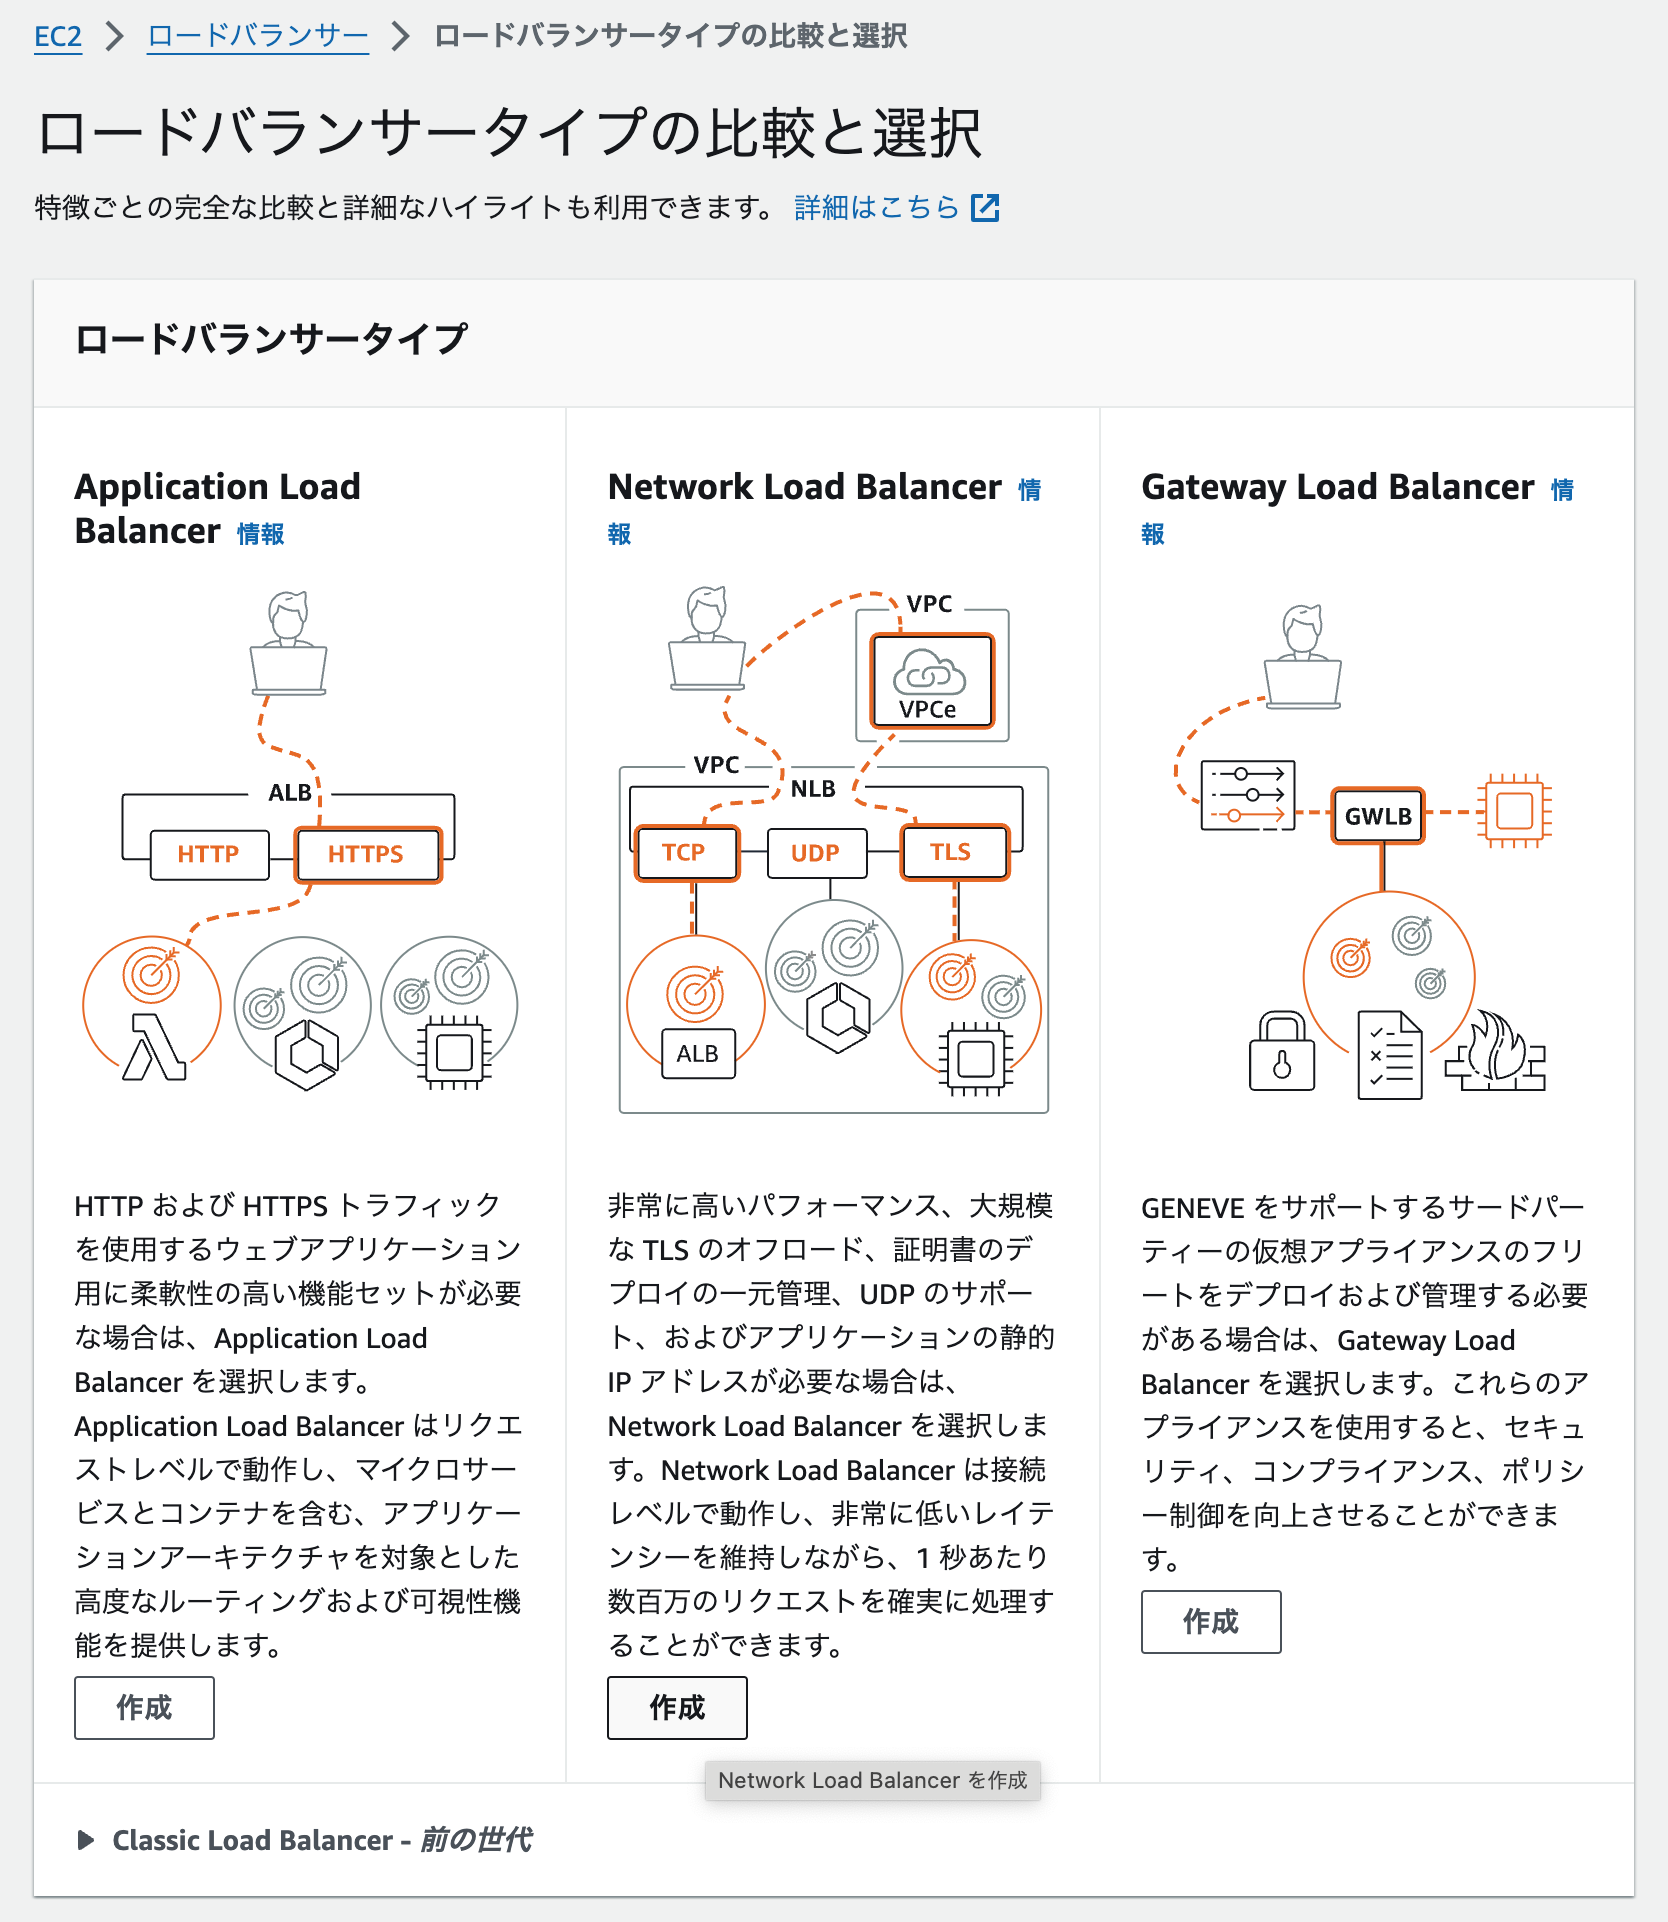 EC2 > ロードバランサー > ロードバランサータイプの比較と選択
ロードバランサータイプの比較と選択
特徴ごとの完全な比較と詳細なハイライトも利用できます。 詳細はこちら
ロードバランサータイプ
Application Load
Balancer 情報
ALB
HTTP
HTTPS
HTTP および HTTPS トラフィック
を使用するウェブアプリケーション
用に柔軟性の高い機能セットが必要
な場合は、Application Load
Balancer を選択します。
Application Load Balancer はリクエ
ストレベルで動作し、マイクロサー
ビスとコンテナを含む、アプリケー
ションアーキテクチャを対象とした
高度なルーティングおよび可視性機
能を提供します。
作成
Network Load Balancer 情
報
VPC
VPCe
VPC
NLB
TCP
UDP
TLS
ALB
非常に高いパフォーマンス、大規模
な TLS のオフロード、証明書のデ
プロイの一元管理、UDP のサポー
ト、およびアプリケーションの静的
IP アドレスが必要な場合は、
Network Load Balancer を選択しま
す。Network Load Balancer は接続
レベルで動作し、非常に低いレイテ
ンシーを維持しながら、1 秒あたり
数百万のリクエストを確実に処理す
ることができます。
作成
Network Load Balancer を作成
Gateway Load Balancer 情
報
GWLB
GENEVE をサポートするサードパー
ティーの仮想アプライアンスのフリ
ートをデプロイおよび管理する必要
がある場合は、Gateway Load
Balancer を選択します。これらのア
プライアンスを使用すると、セキュ
リティ、コンプライアンス、ポリシ
ー制御を向上させることができま
す。
作成
Classic Load Balancer - 前の世代